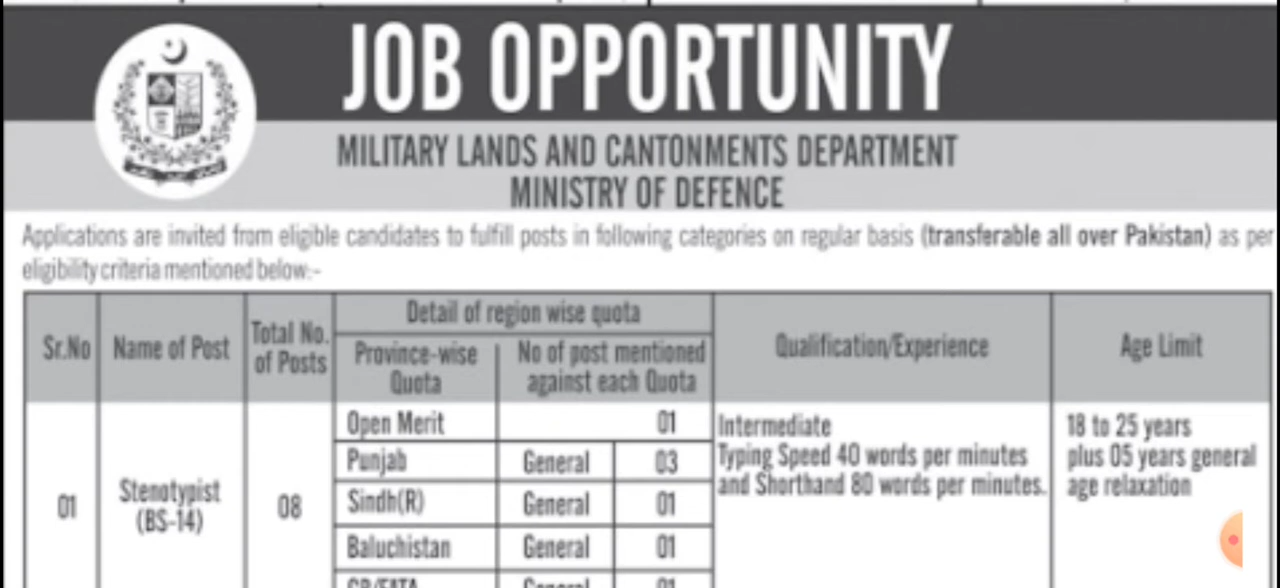 JOB OPPORTUNITY
MILITARY LANDS AND CANTONMENTS DEPARTMENT
MINISTRY OF DEFENCE
Applications are invited from eligible candidates to fulfill posts in following categories on regular basis (transferable all over Pakistan) as per
eligibility criteria mentioned below:-
Sr.No
Name of Post
Total No.
of Posts
Detail of region wise quota
Province-wise
Quota
No of post mentioned
against each Quota
Qualification/Experience
Age Limit
01
Stenotypist
(BS-14)
08
Open Merit 01
Punjab General 03
Sindh(R) General 01
Baluchistan General 01
GB/FATA General 01
Intermediate
Typing Speed 40 words per minutes
and Shorthand 80 words per minutes.
18 to 25 years
plus 05 years general
age relaxation